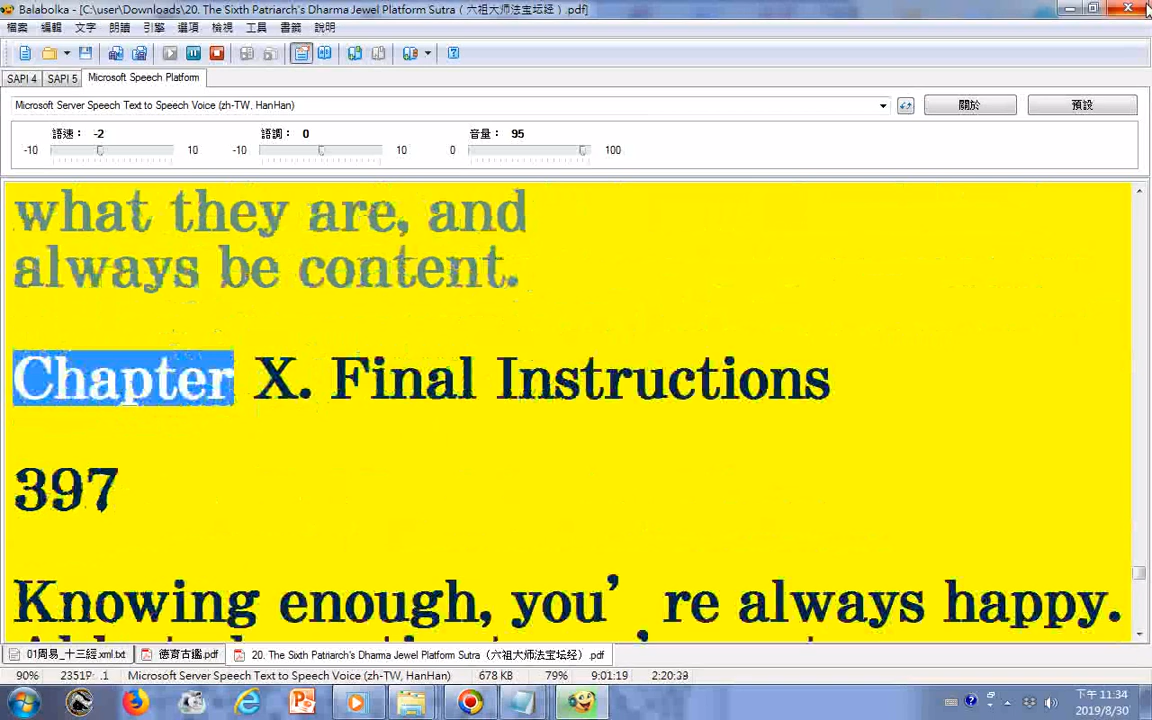 Balabolka - [C:\user\Downloads\20. The Sixth Patriarch's Dharma Jewel Platform Sutra（六祖大师法宝坛经）.pdf]
檔案 編輯 文字 朗讀 引擎 選項 檢視 工具 書籤 說明
SAPI 4 SAPI 5 Microsoft Speech Platform
Microsoft Server Speech Text to Speech Voice (zh-TW, HanHan) 關於 預設
語速： -2 語調： 0 音量： 95
-10 10 -10 10 0 100
what they are, and
always be content.
Chapter X. Final Instructions
397
Knowing enough, you’re always happy.
01周易_十三經.xml.txt 德育古鑑.pdf 20. The Sixth Patriarch's Dharma Jewel Platform Sutra（六祖大师法宝坛经）.pdf
90% 2351P .1 Microsoft Server Speech Text to Speech Voice (zh-TW, HanHan) 678 KB 79% 9:01:19 2:20:39
下午 11:34
2019/8/30